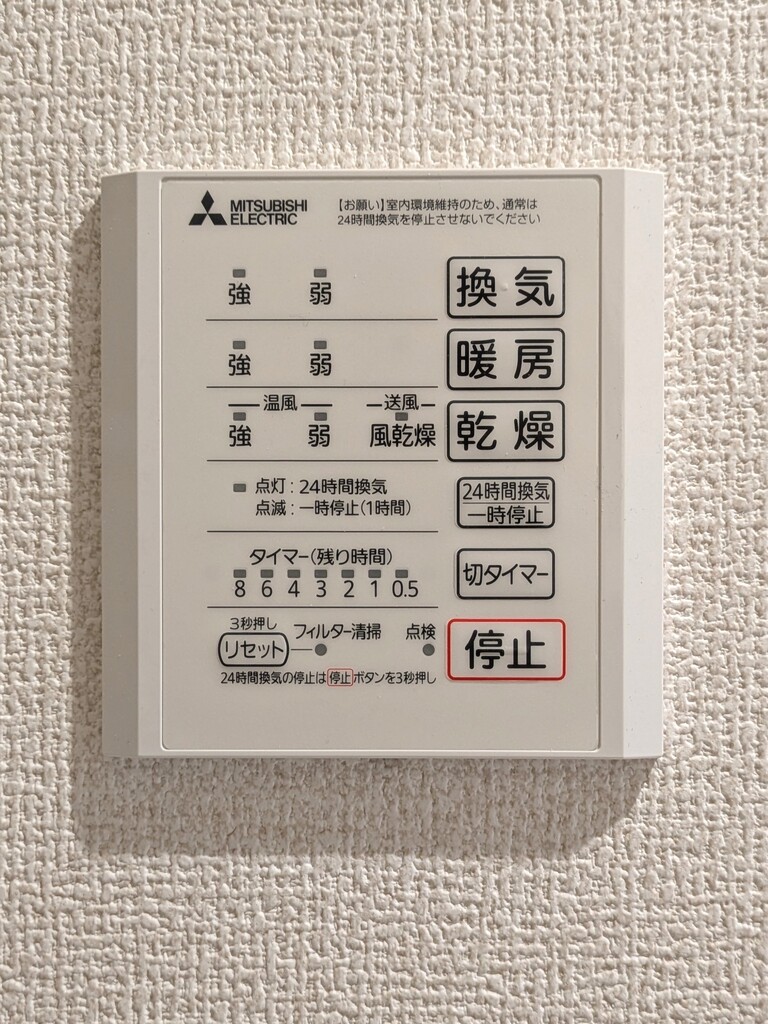 MITSUBISHI
ELECTRIC
【お願い】室内環境維持のため、通常は
24時間換気を停止させないでください
強 弱 換気
強 弱 暖房
温風 送風
強 弱 風乾燥 乾燥
点灯:24時間換気
点滅:一時停止(1時間)
24時間換気
一時停止
タイマー(残り時間)
8 6 4 3 2 1 0.5
切タイマー
3秒押し
リセット フィルター清掃 点検
停止
24時間換気の停止は停止ボタンを3秒押し